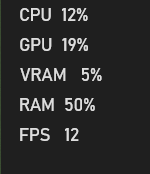 CPU 12%
GPU 19%
VRAM 5%
RAM 50%
FPS 12